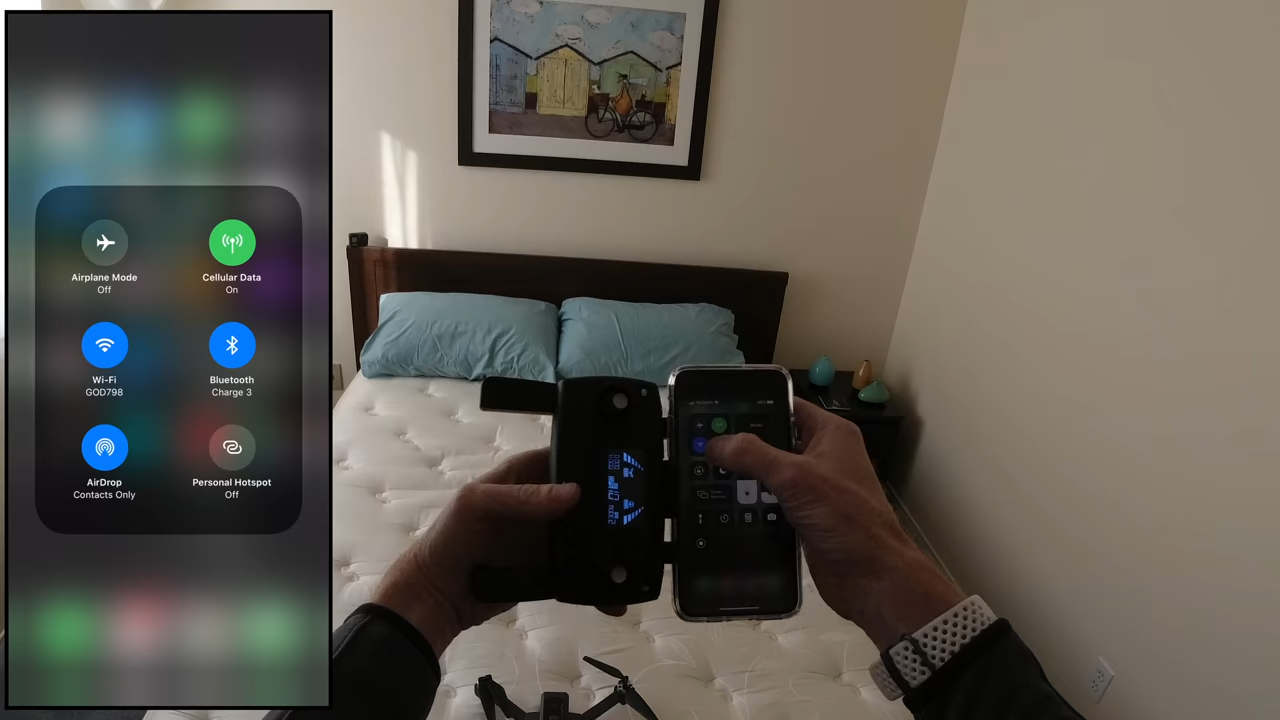 Airplane Mode
Off
Cellular Data
On
Wi-Fi
GOD798
Bluetooth
Charge 3
AirDrop
Contacts Only
Personal Hotspot
Off